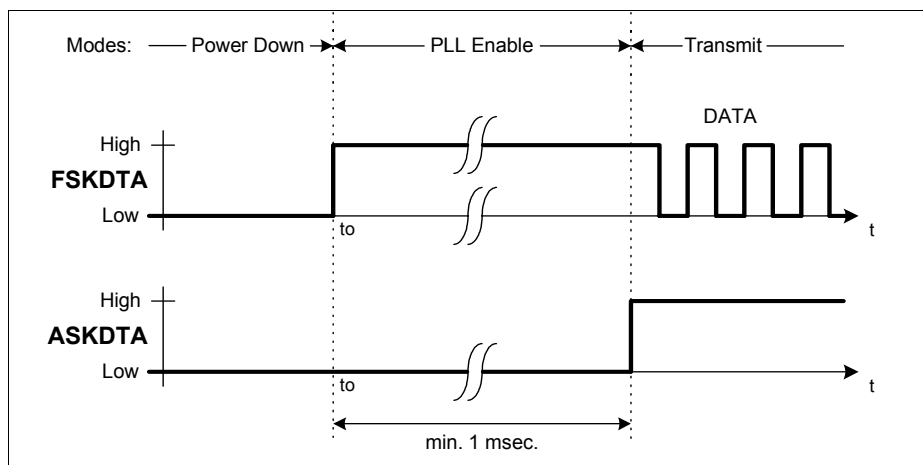 Modes: Power Down PLL Enable Transmit
DATA
High
FSKDTA
Low
to
t
High
ASKDTA
Low
to
t
min. 1 msec.